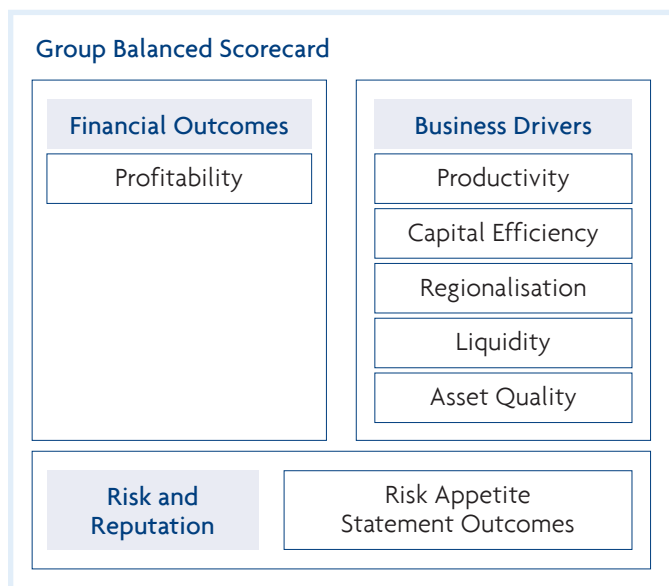 Group Balanced Scorecard
Financial Outcomes
Profitability
Business Drivers
Productivity
Capital Efficiency
Regionalisation
Liquidity
Asset Quality
Risk and
Reputation
Risk Appetite
Statement Outcomes